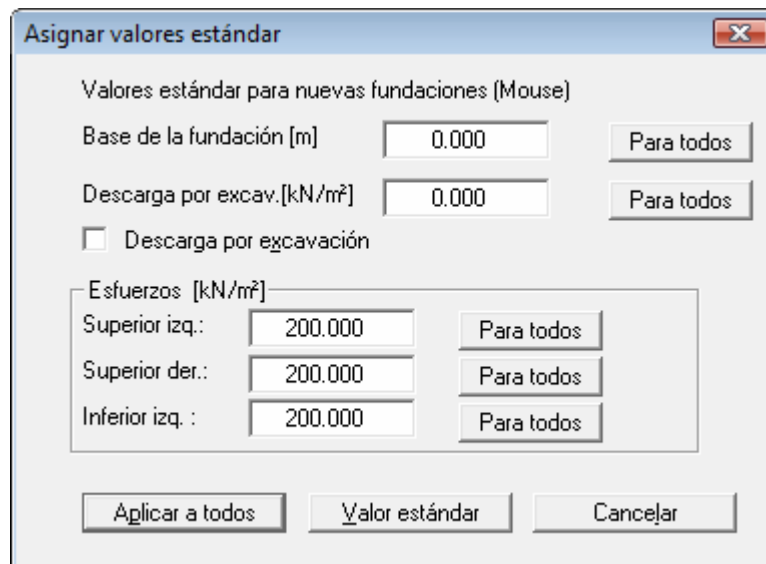 Asignar valores estándar
Valores estándar para nuevas fundaciones (Mouse)
Base de la fundación [m] 0.000 Para todos
Descarga por excav.[kN/m²] 0.000 Para todos
Descarga por excavación
Esfuerzos [kN/m²]
Superior izq.: 200.000 Para todos
Superior der.: 200.000 Para todos
Inferior izq. : 200.000 Para todos
Aplicar a todos Valor estándar Cancelar